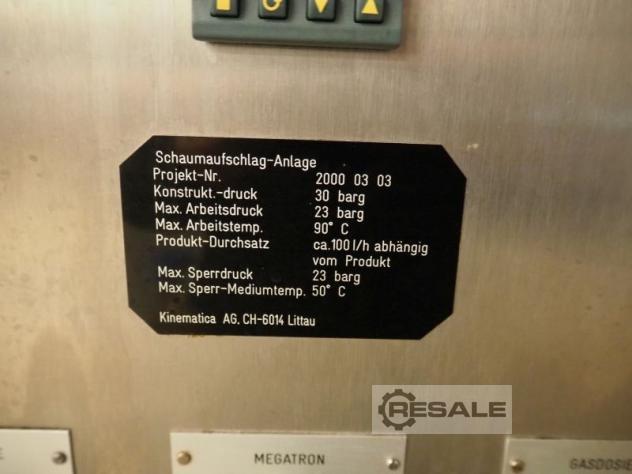 Schaumaufschlag-Anlage
Projekt-Nr. 2000 03 03
Konstrukt.-druck 30 barg
Max. Arbeitsdruck 23 barg
Max. Arbeitstemp. 90° C
Produkt-Durchsatz ca.100 l/h abhängig
vom Produkt
Max. Sperrdruck 23 barg
Max. Sperr-Mediumtemp. 50° C
Kinematica AG, CH-6014 Littau
RESALE
MEGATRON